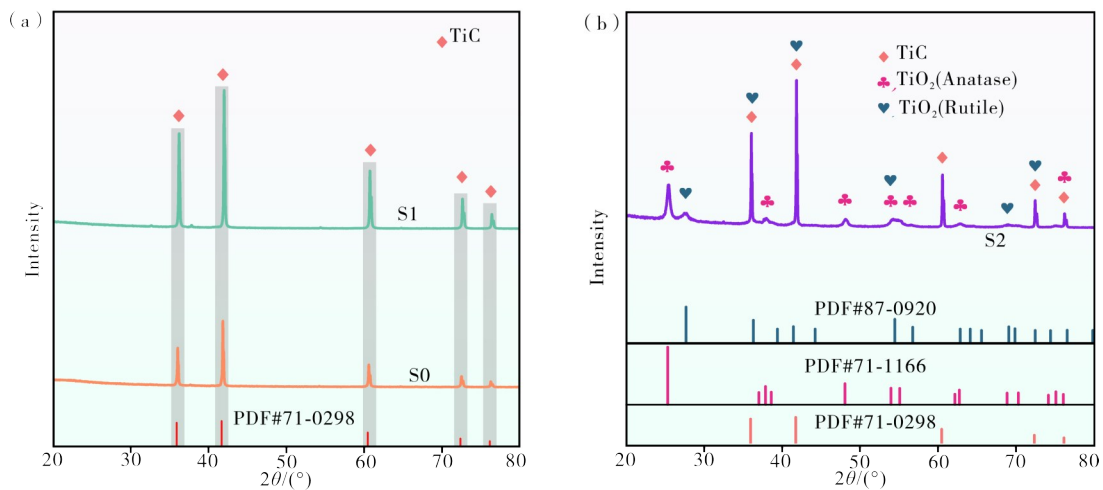 (a)
TiC
S1
S0
PDF#71-0298
Intensity
20 30 40 50 60 70 80
2θ/(°)
(b)
TiC
TiO₂(Anatase)
TiO₂(Rutile)
S2
PDF#87-0920
PDF#71-1166
PDF#71-0298
Intensity
20 30 40 50 60 70 80
2θ/(°)